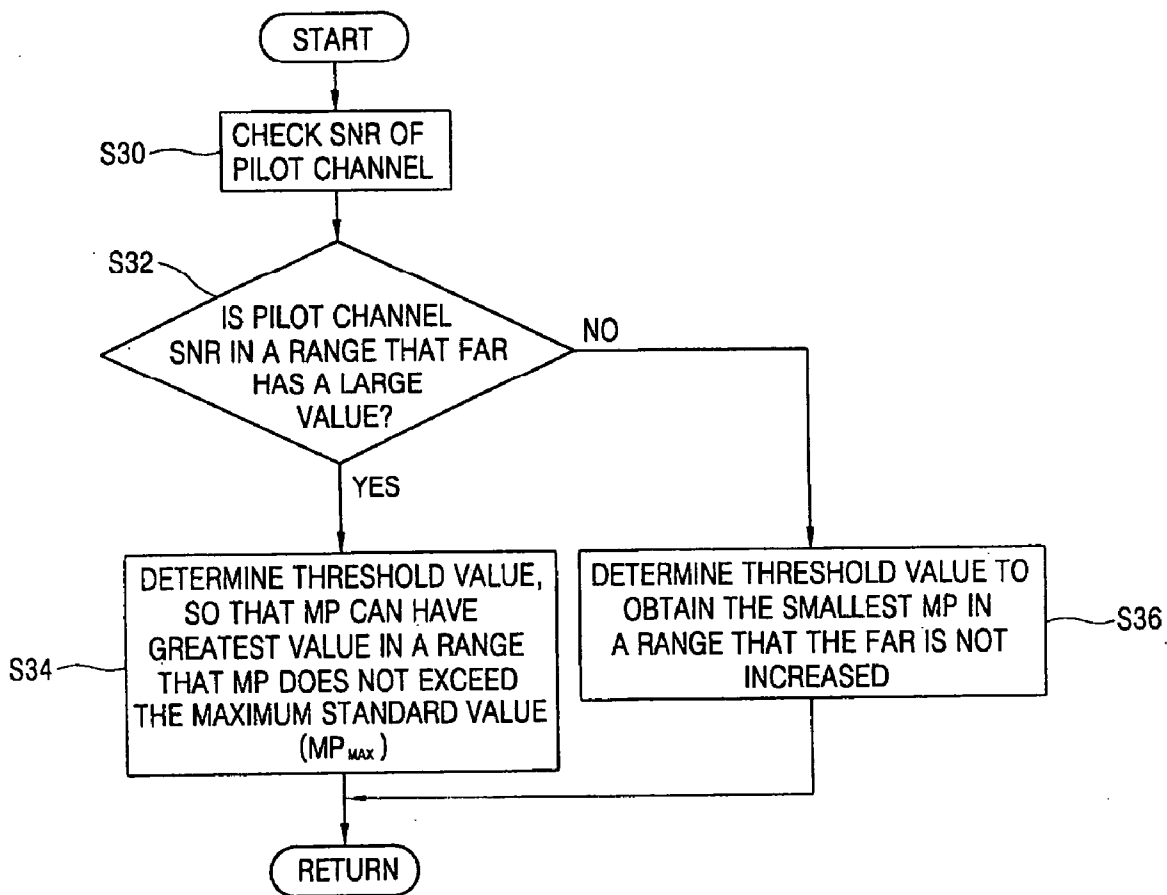 START
S30
CHECK SNR OF
PILOT CHANNEL
S32
IS PILOT CHANNEL
SNR IN A RANGE THAT FAR
HAS A LARGE
VALUE?
NO
YES
S34
DETERMINE THRESHOLD VALUE,
SO THAT MP CAN HAVE
GREATEST VALUE IN A RANGE
THAT MP DOES NOT EXCEED
THE MAXIMUM STANDARD VALUE
(MP MAX)
DETERMINE THRESHOLD VALUE TO
OBTAIN THE SMALLEST MP IN
A RANGE THAT THE FAR IS NOT
INCREASED
S36
RETURN